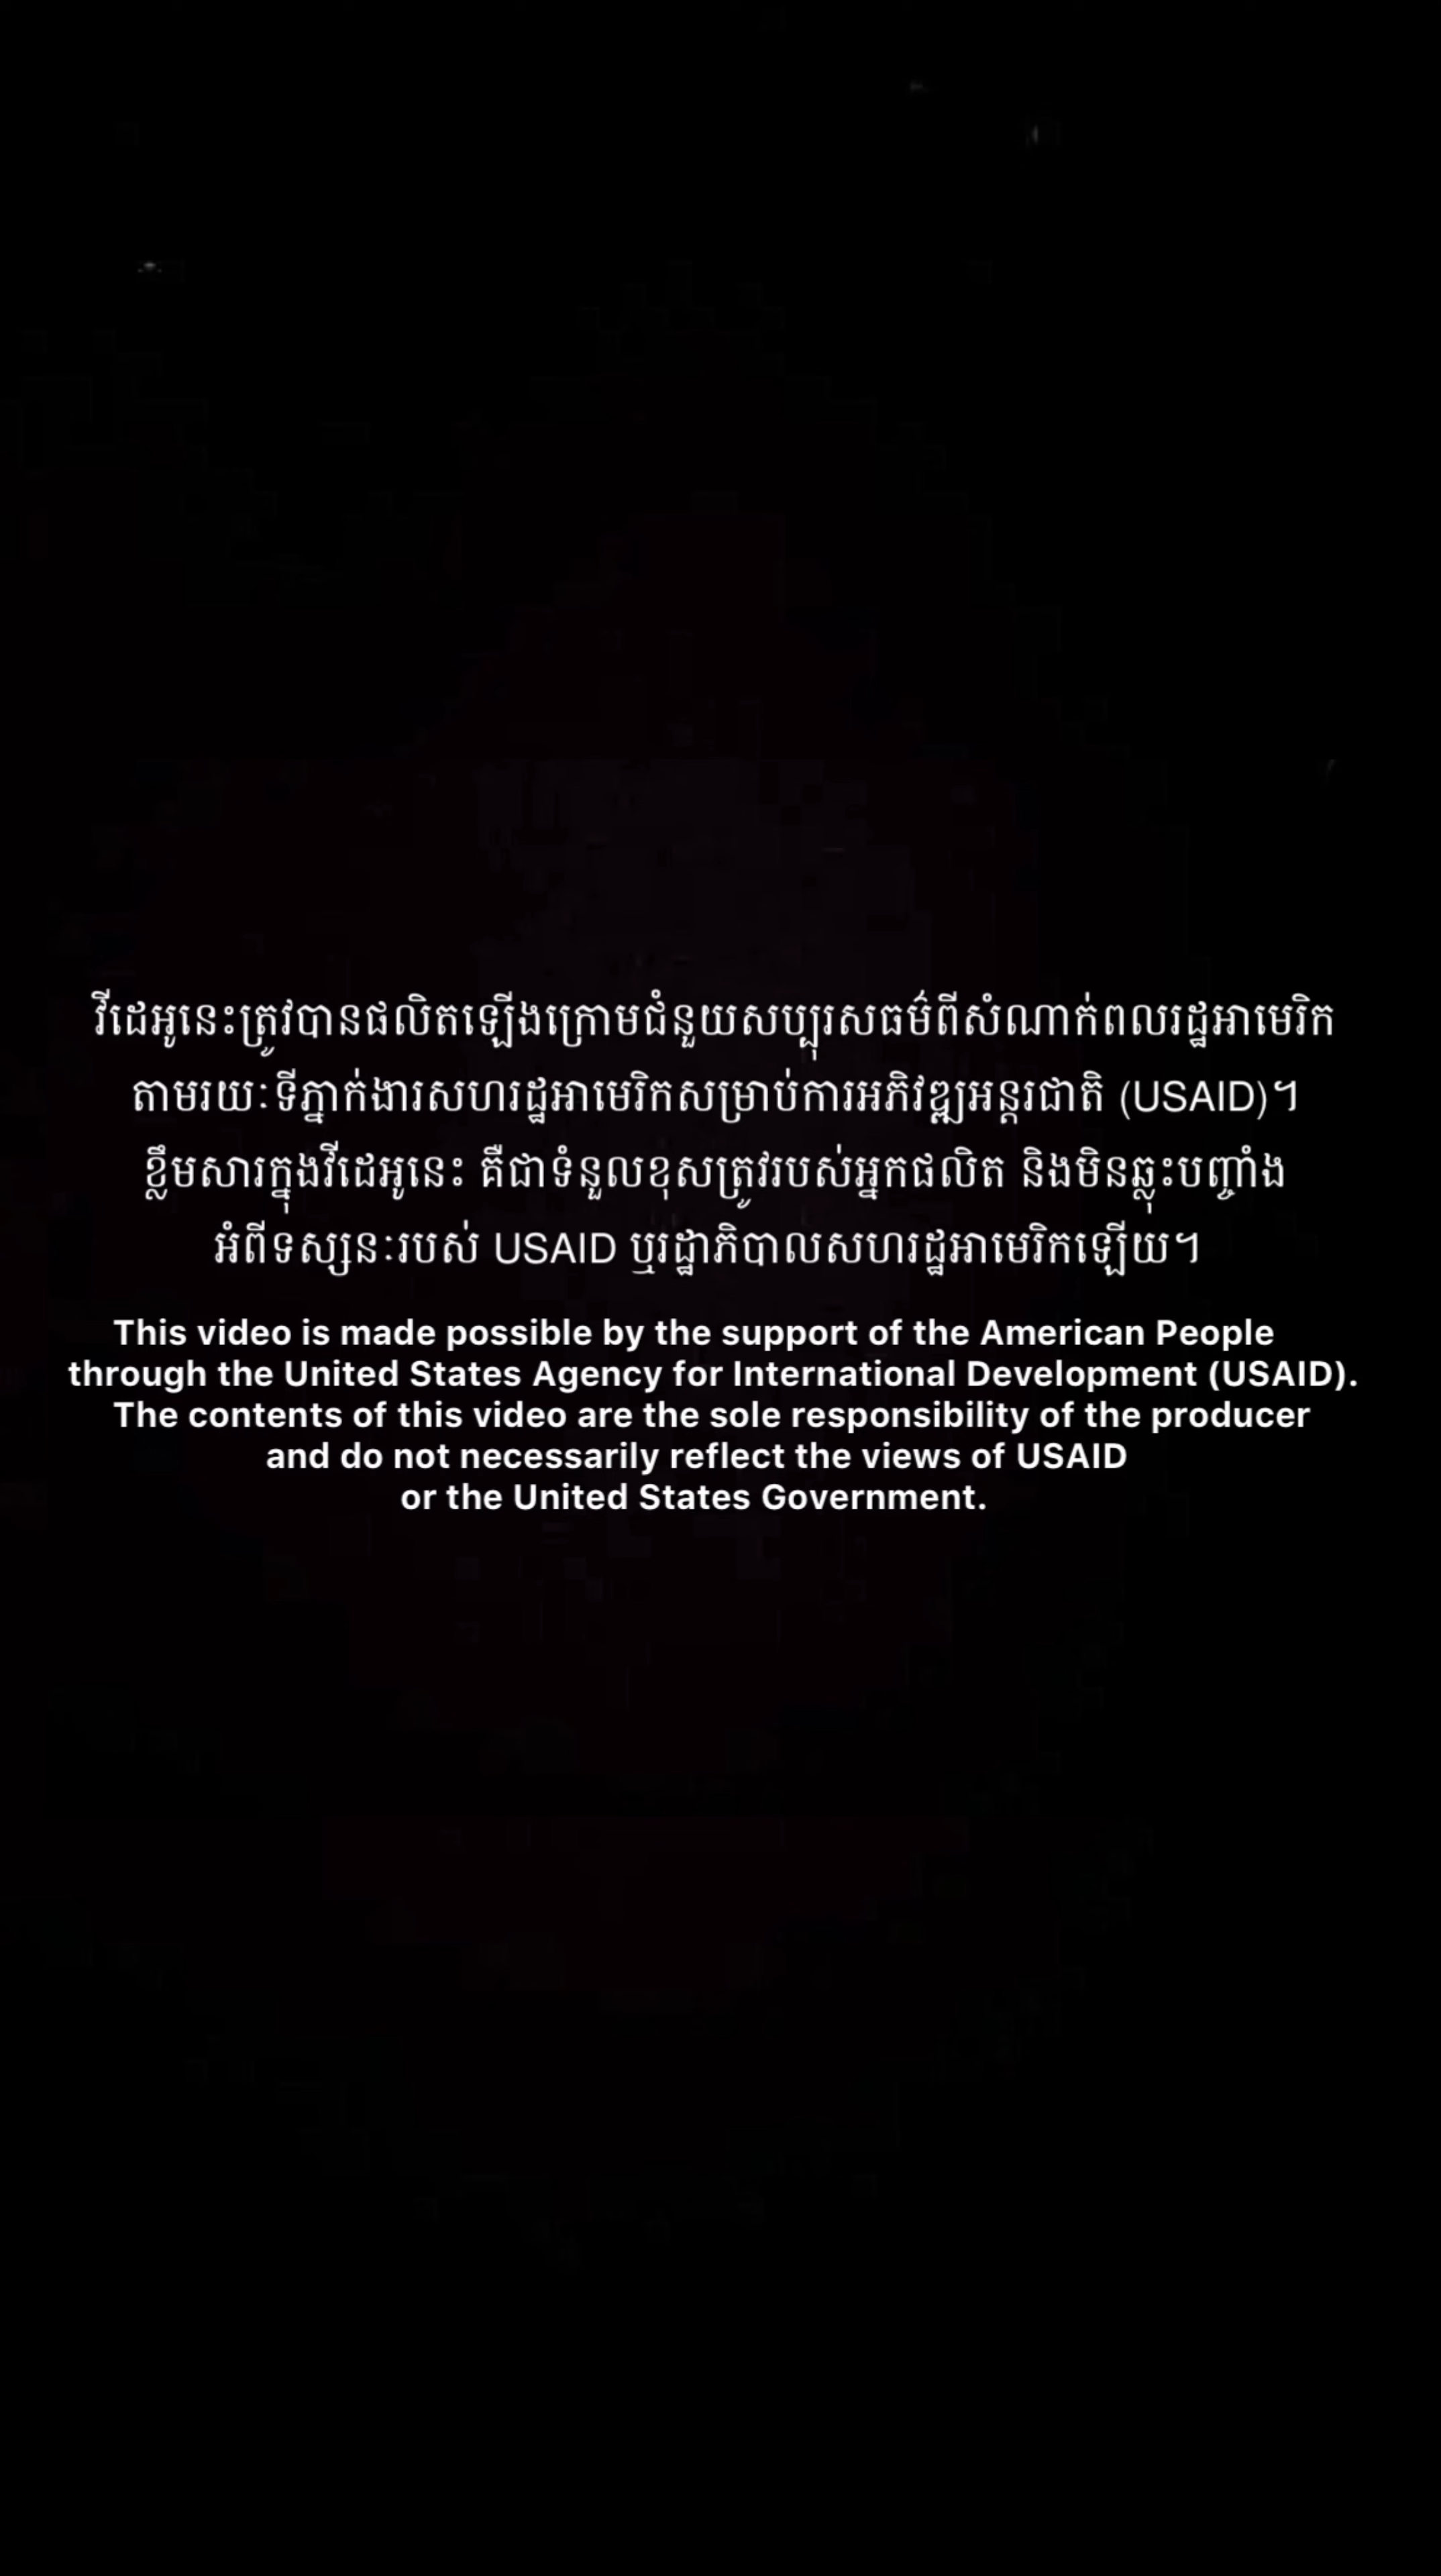 វីដេអូនេះត្រូវបានផលិតឡើងក្រោមជំនួយសប្បុរសធម៌ពីសំណាក់ពលរដ្ឋអាមេរិក
តាមរយៈទីភ្នាក់ងារសហរដ្ឋអាមេរិកសម្រាប់ការអភិវឌ្ឍអន្តរជាតិ (USAID)។
ខ្លឹមសារក្នុងវីដេអូនេះ គឺជាទំនួលខុសត្រូវរបស់អ្នកផលិត និងមិនឆ្លុះបញ្ចាំង
អំពីទស្សនៈរបស់ USAID ឬរដ្ឋាភិបាលសហរដ្ឋអាមេរិកឡើយ។
This video is made possible by the support of the American People
through the United States Agency for International Development (USAID).
The contents of this video are the sole responsibility of the producer
and do not necessarily reflect the views of USAID
or the United States Government.